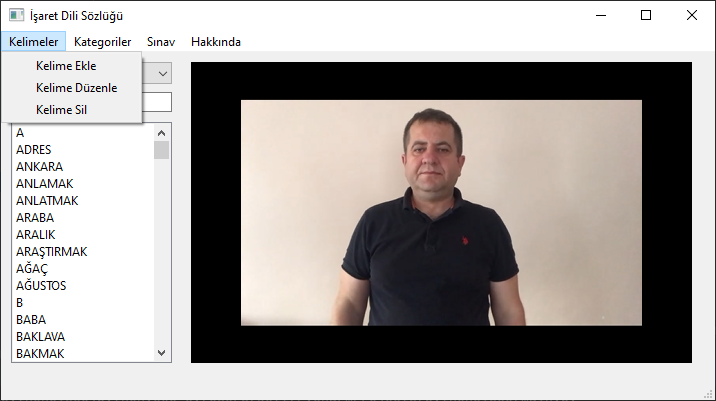 İşaret Dili Sözlüğü
Kelimeler Kategoriler Sınav Hakkında
Kelime Ekle
Kelime Düzenle
Kelime Sil
A
ADRES
ANKARA
ANLAMAK
ANLATMAK
ARABA
ARALIK
ARAŞTIRMAK
AĞAÇ
AĞUSTOS
B
BABA
BAKLAVA
BAKMAK